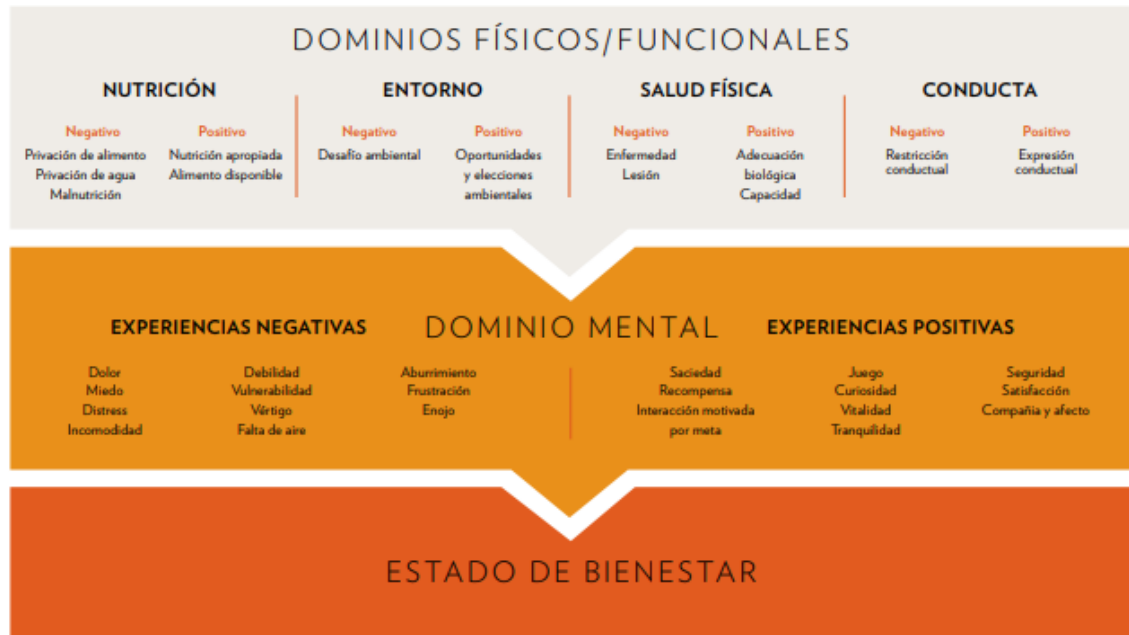 DOMINIOS FÍSICOS/FUNCIONALES
NUTRICIÓN
Negativo
Privación de alimento
Privación de agua
Malnutrición
Positivo
Nutrición apropiada
Alimento disponible
ENTORNO
Negativo
Desafío ambiental
Positivo
Oportunidades
y elecciones
ambientales
SALUD FÍSICA
Negativo
Enfermedad
Lesión
Positivo
Adecuación
biológica
Capacidad
CONDUCTA
Negativo
Restricción
conductual
Positivo
Expresión
conductual
DOMINIO MENTAL
EXPERIENCIAS NEGATIVAS
Dolor
Miedo
Distress
Incomodidad
Debilidad
Vulnerabilidad
Vértigo
Falta de aire
Aburrimiento
Frustración
Enojo
EXPERIENCIAS POSITIVAS
Saciedad
Recompensa
Interacción motivada
por meta
Juego
Curiosidad
Vitalidad
Tranquilidad
Seguridad
Satisfacción
Compañia y afecto
ESTADO DE BIENESTAR